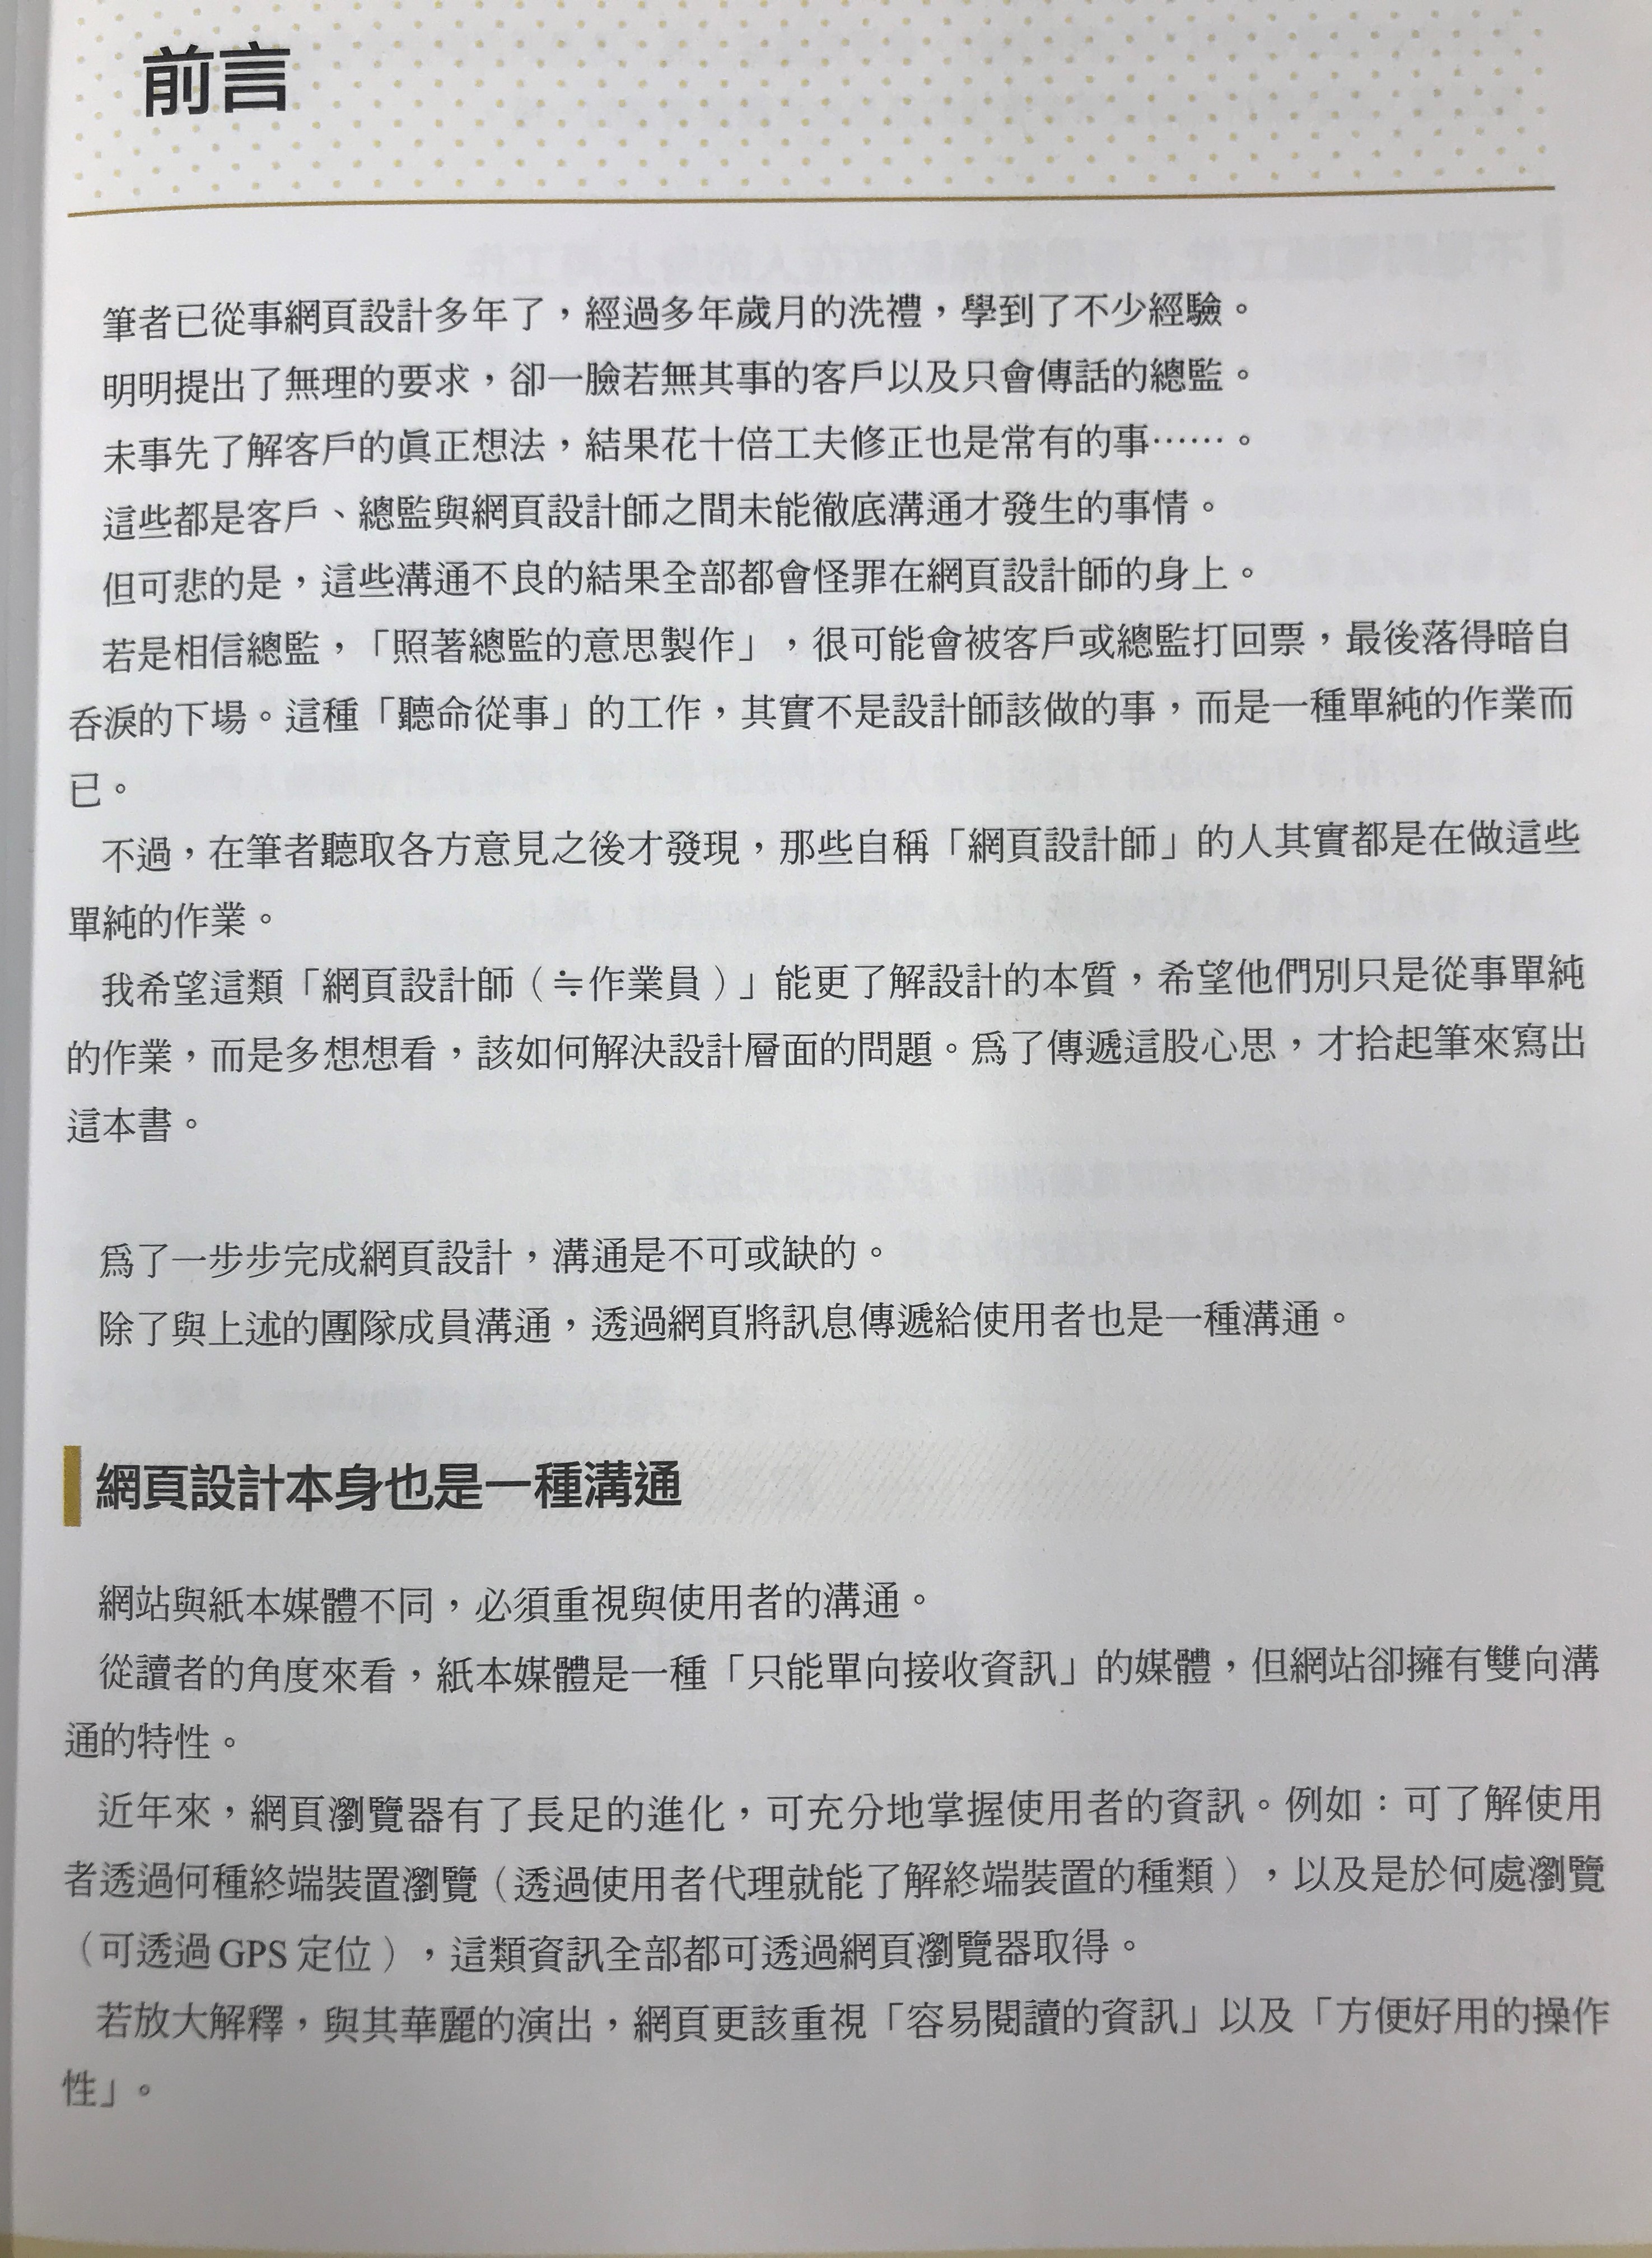 前言
筆者已從事網頁設計多年了，經過多年歲月的洗禮，學到了不少經驗。
明明提出了無理的要求，卻一臉若無其事的客戶以及只會傳話的總監。
未事先了解客戶的真正想法，結果花十倍工夫修正也是常有的事……。
這些都是客戶、總監與網頁設計師之間未能徹底溝通才發生的事情。
但可悲的是，這些溝通不良的結果全部都會怪罪在網頁設計師的身上。
若是相信總監，「照著總監的意思製作」，很可能會被客戶或總監打回票，最後落得暗自
吞淚的下場。這種「聽命從事」的工作，其實不是設計師該做的事，而是一種單純的作業而
已。
不過，在筆者聽取各方意見之後才發現，那些自稱「網頁設計師」的人其實都是在做這些
單純的作業。
我希望這類「網頁設計師（≒作業員）」能更了解設計的本質，希望他們別只是從事單純
的作業，而是多想想看，該如何解決設計層面的問題。為了傳遞這股心思，才拾起筆來寫出
這本書。
為了一步步完成網頁設計，溝通是不可或缺的。
除了與上述的團隊成員溝通，透過網頁將訊息傳遞給使用者也是一種溝通。
網頁設計本身也是一種溝通
網站與紙本媒體不同，必須重視與使用者的溝通。
從讀者的角度來看，紙本媒體是一種「只能單向接收資訊」的媒體，但網站卻擁有雙向溝
通的特性。
近年來，網頁瀏覽器有了長足的進化，可充分地掌握使用者的資訊。例如：可了解使用
者透過何種終端裝置瀏覽（透過使用者代理就能了解終端裝置的種類），以及是於何處瀏覽
（可透過GPS定位），這類資訊全部都可透過網頁瀏覽器取得。
若放大解釋，與其華麗的演出，網頁更該重視「容易閱讀的資訊」以及「方便好用的操作
性」。